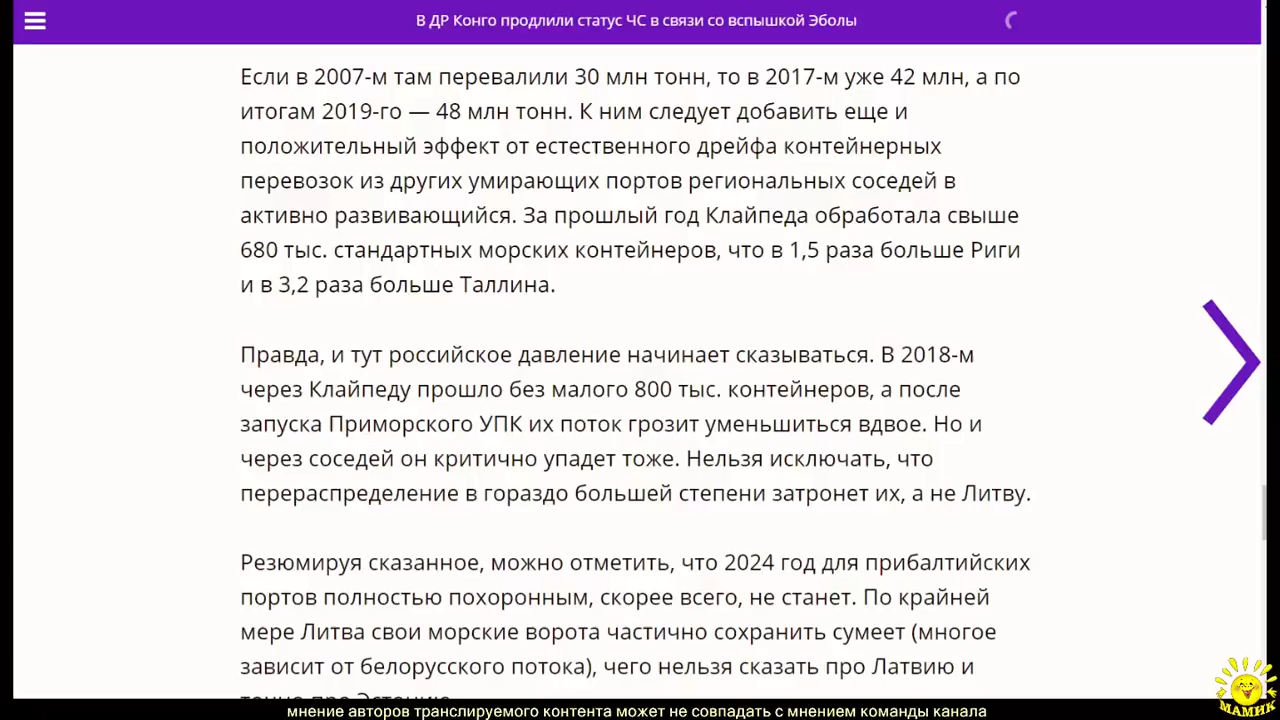 В ДР Конго продлили статус ЧС в связи со вспышкой Эболы
Если в 2007-м там перевалили 30 млн тонн, то в 2017-м уже 42 млн, а по
итогам 2019-го — 48 млн тонн. К ним следует добавить еще и
положительный эффект от естественного дрейфа контейнерных
перевозок из других умирающих портов региональных соседей в
активно развивающийся. За прошлый год Клайпеда обработала свыше
680 тыс. стандартных морских контейнеров, что в 1,5 раза больше Риги
и в 3,2 раза больше Таллина.
Правда, и тут российское давление начинает сказываться. В 2018-м
через Клайпеду прошло без малого 800 тыс. контейнеров, а после
запуска Приморского УПК их поток грозит уменьшиться вдвое. Но и
через соседей он критично упадет тоже. Нельзя исключать, что
перераспределение в гораздо большей степени затронет их, а не Литву.
Резюмируя сказанное, можно отметить, что 2024 год для прибалтийских
портов полностью похоронным, скорее всего, не станет. По крайней
мере Литва свои морские ворота частично сохранить сумеет (многое
зависит от белорусского потока), чего нельзя сказать про Латвию и
МАМИК
мнение авторов транслируемого контента может не совпадать с мнением команды канала